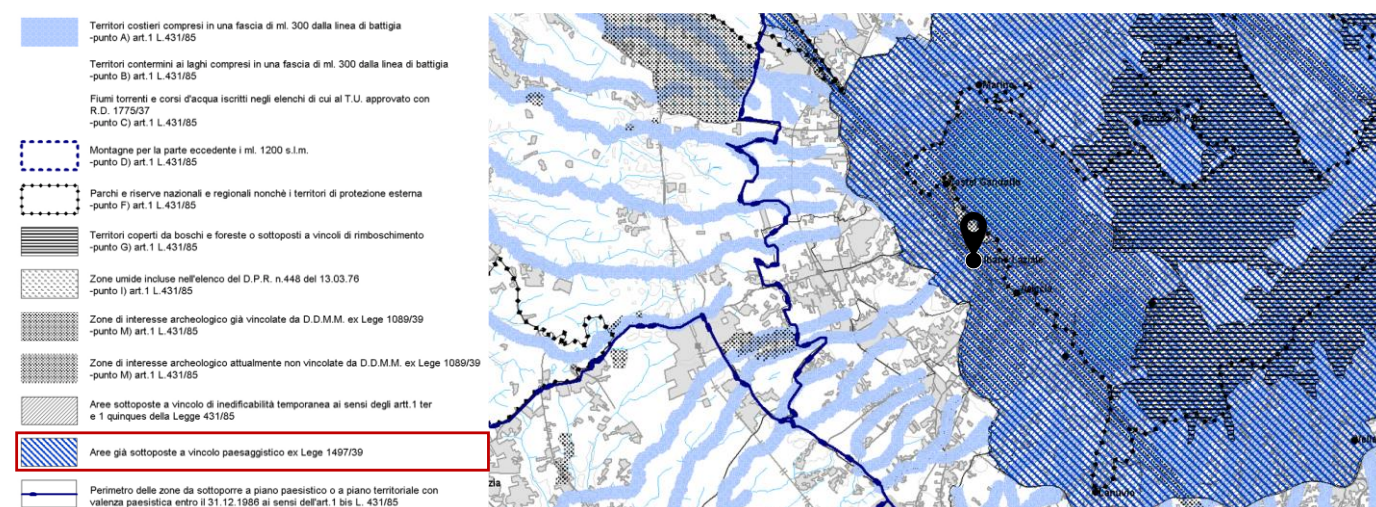 Territori costieri compresi in una fascia di ml. 300 dalla linea di battigia
-punto A) art.1 L.431/85
Territori contermini ai laghi compresi in una fascia di ml. 300 dalla linea di battigia
-punto B) art.1 L.431/85
Fiumi torrenti e corsi d'acqua iscritti negli elenchi di cui al T.U. approvato con
R.D. 1775/37
-punto C) art.1 L.431/85
Montagne per la parte eccedente i ml. 1200 s.l.m.
-punto D) art.1 L.431/85
Parchi e riserve nazionali e regionali nonchè i territori di protezione esterna
-punto F) art.1 L.431/85
Territori coperti da boschi e foreste o sottoposti a vincoli di rimboschimento
-punto G) art.1 L.431/85
Zone umide incluse nell'elenco del D.P.R. n.448 del 13.03.76
-punto I) art.1 L.431/85
Zone di interesse archeologico già vincolate da D.D.M.M. ex Lege 1089/39
-punto M) art.1 L.431/85
Zone di interesse archeologico attualmente non vincolate da D.D.M.M. ex Lege 1089/39
-punto M) art.1 L.431/85
Aree sottoposte a vincolo di inedificabilità temporanea ai sensi degli artt.1 ter
e 1 quinques della Legge 431/85
Aree già sottoposte a vincolo paesaggistico ex Lege 1497/39
Perimetro delle zone da sottoporre a piano paesistico o a piano territoriale con
valenza paesistica entro il 31.12.1986 ai sensi dell'art.1 bis L. 431/85
Marino
Castel Gandolfo
Lanuvio
zia